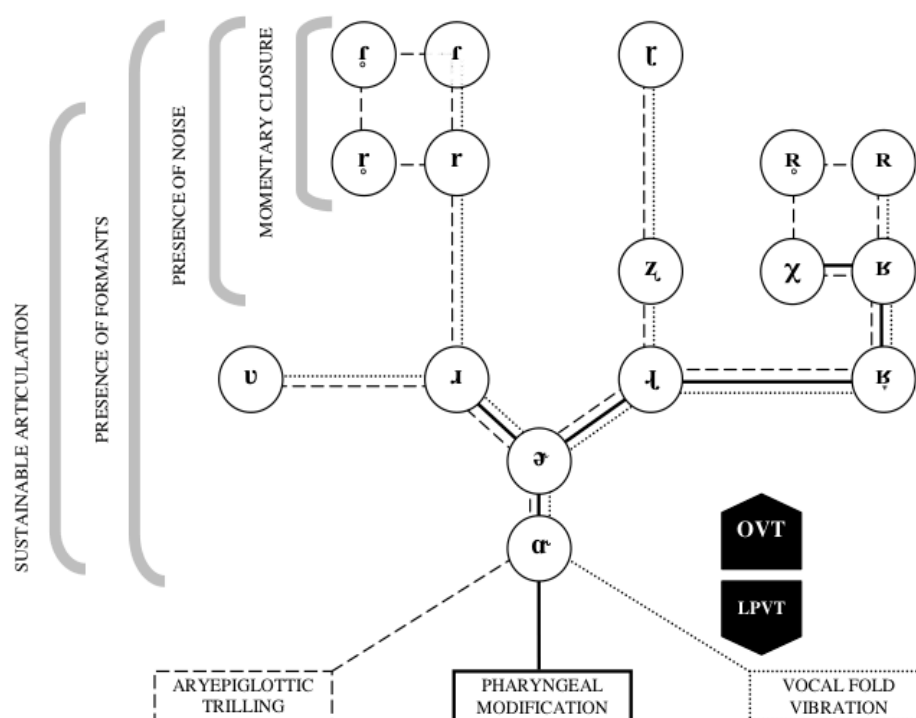 SUSTAINABLE ARTICULATION
PRESENCE OF FORMANTS
PRESENCE OF NOISE
MOMENTARY CLOSURE
ɾ̥ ɾ ɽ
r̥ r ʀ̥ ʀ
ʐ χ ʁ
ʋ ɹ ɻ ʁ̞
ɚ
ɑ˞
OVT
LPVT
ARYEPIGLOTTIC
TRILLING
PHARYNGEAL
MODIFICATION
VOCAL FOLD
VIBRATION